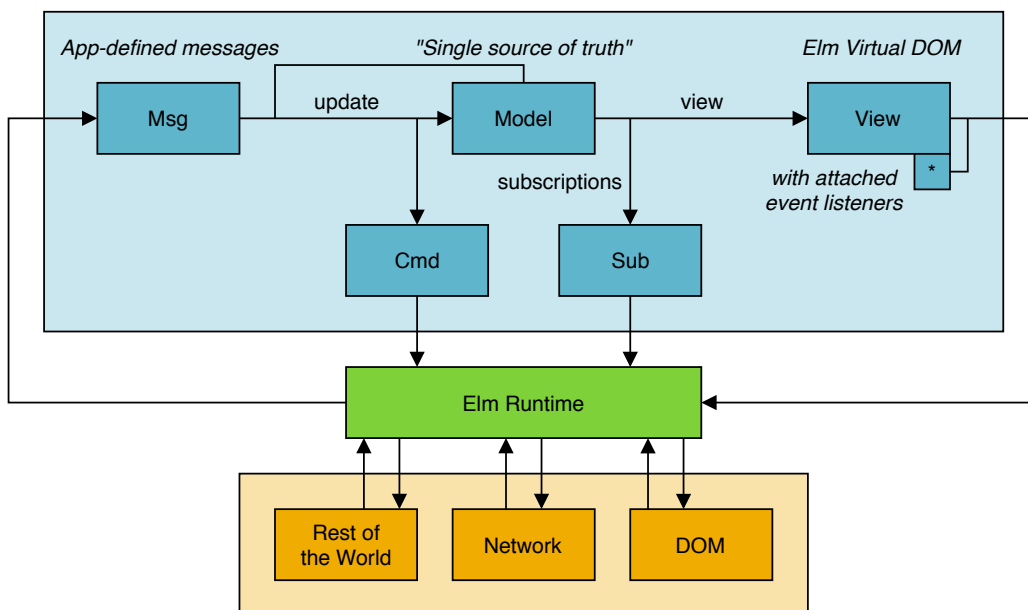 App-defined messages
"Single source of truth"
Elm Virtual DOM
Msg
update
Model
view
View
*
subscriptions
with attached
event listeners
Cmd
Sub
Elm Runtime
Rest of
the World
Network
DOM